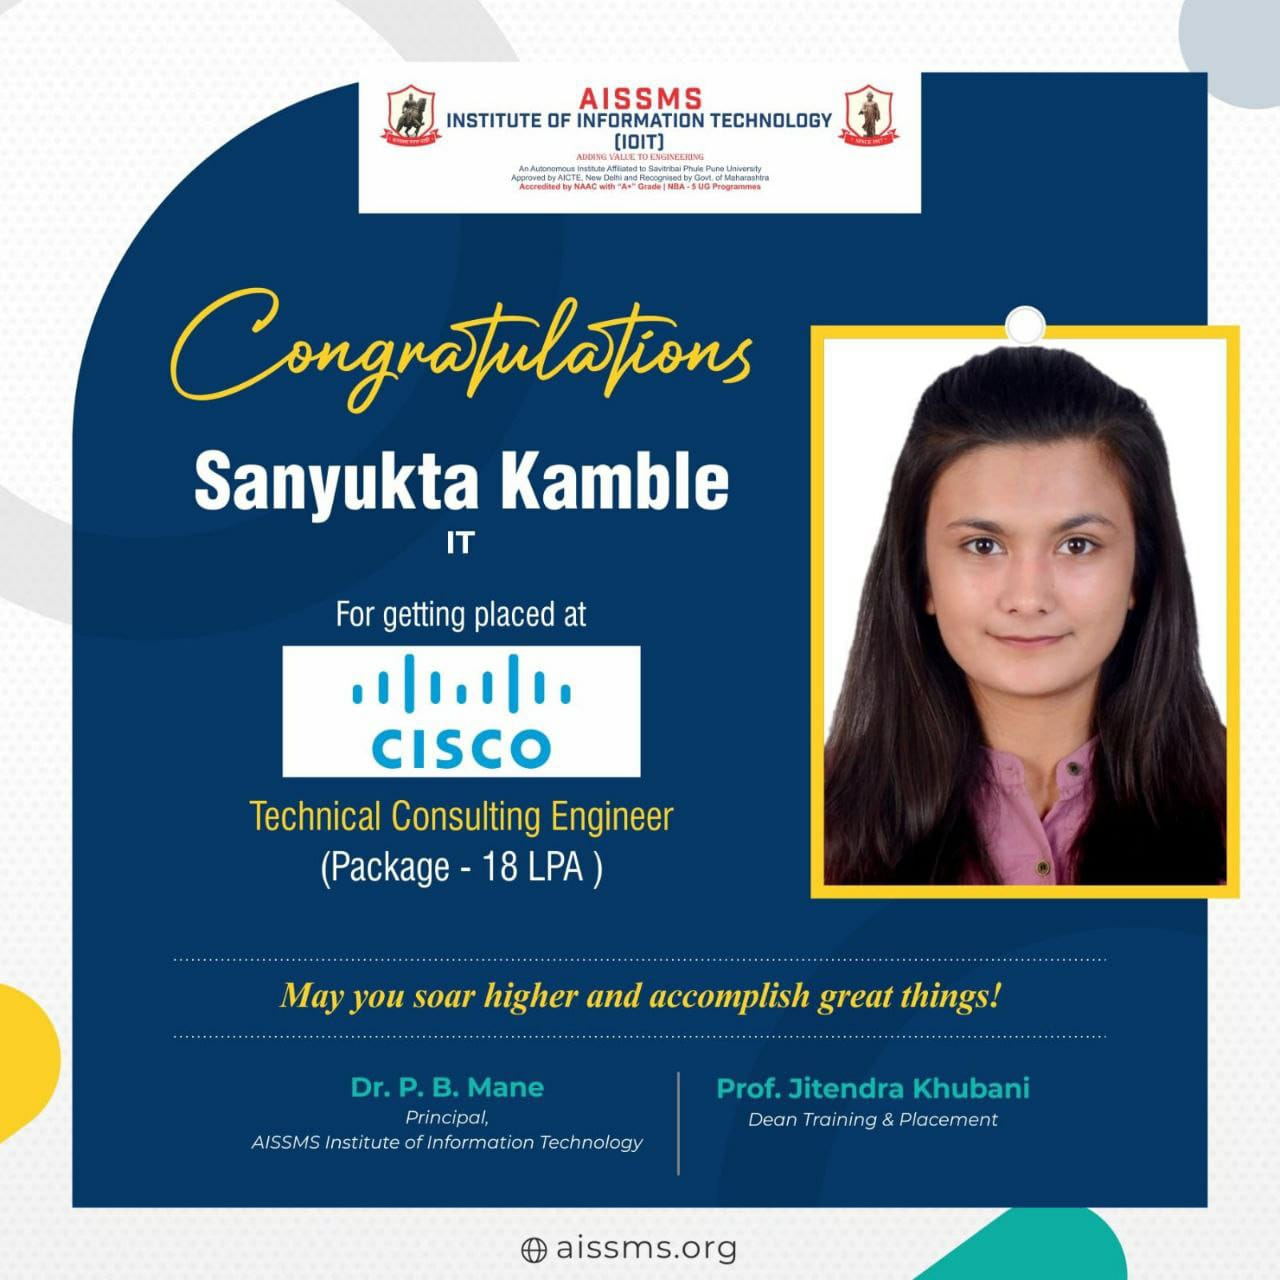 AISSMS
INSTITUTE OF INFORMATION TECHNOLOGY
(IOIT)
ADDING VALUE TO ENGINEERING
An Autonomous Institute Affiliated to Savitribai Phule Pune University
Approved by AICTE, New Delhi and Recognised by Govt. of Maharashtra
Accredited by NAAC with "A+" Grade | NBA - 5 UG Programmes
Congratulations
Sanyukta Kamble
IT
For getting placed at
CISCO
Technical Consulting Engineer
(Package - 18 LPA )
May you soar higher and accomplish great things!
Dr. P. B. Mane
Principal,
AISSMS Institute of Information Technology
Prof. Jitendra Khubani
Dean Training & Placement
aissms.org